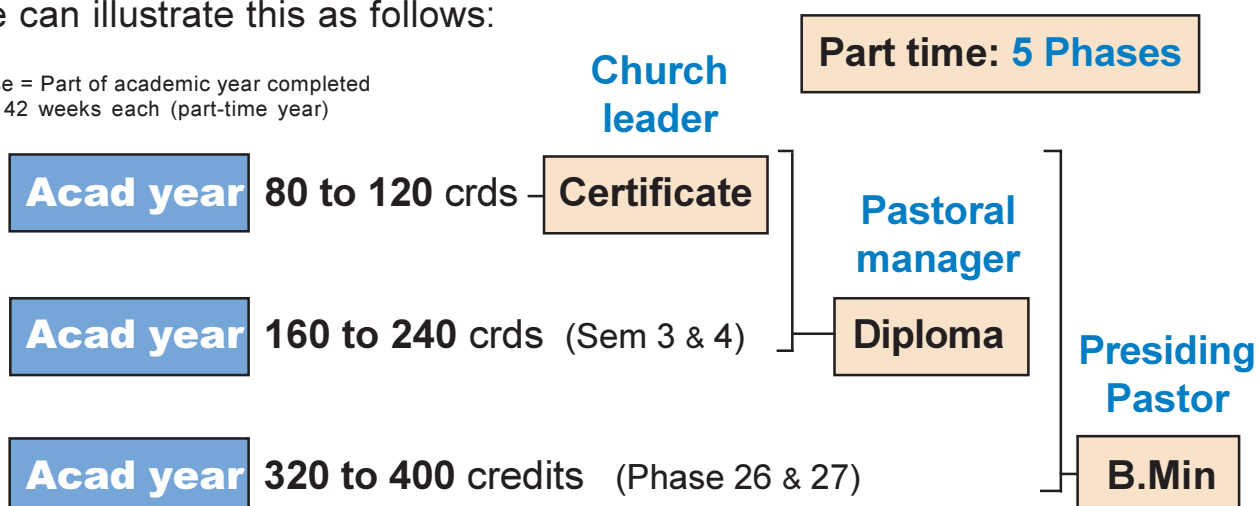 e can illustrate this as follows:
Part time: 5 Phases
se = Part of academic year completed
42 weeks each (part-time year)
Church
leader
Acad year 80 to 120 crds Certificate
Pastoral
manager
Acad year 160 to 240 crds (Sem 3 & 4) Diploma
Presiding
Pastor
Acad year 320 to 400 credits (Phase 26 & 27) B.Min